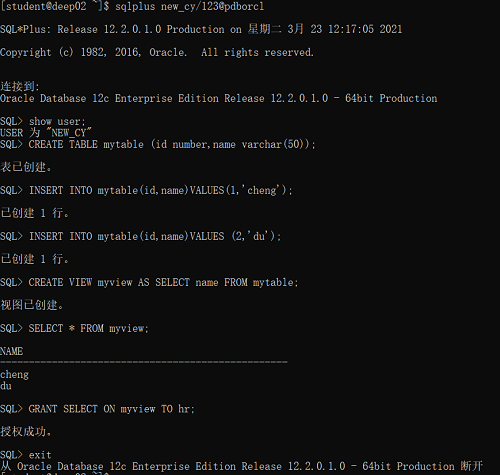 [student@deep02 ~]$ sqlplus new_cy/123@pdborcl
SQL*Plus: Release 12.2.0.1.0 Production on 星期二 3月 23 12:17:05 2021
Copyright (c) 1982, 2016, Oracle.  All rights reserved.
连接到:
Oracle Database 12c Enterprise Edition Release 12.2.0.1.0 - 64bit Production
SQL> show user;
USER 为 "NEW_CY"
SQL> CREATE TABLE mytable (id number,name varchar(50));
表已创建。
SQL> INSERT INTO mytable(id,name)VALUES(1,'cheng');
已创建 1 行。
SQL> INSERT INTO mytable(id,name)VALUES (2,'du');
已创建 1 行。
SQL> CREATE VIEW myview AS SELECT name FROM mytable;
视图已创建。
SQL> SELECT * FROM myview;
NAME
--------------------------------------------------
cheng
du
SQL> GRANT SELECT ON myview TO hr;
授权成功。
SQL> exit
从 Oracle Database 12c Enterprise Edition Release 12.2.0.1.0 - 64bit Production 断开